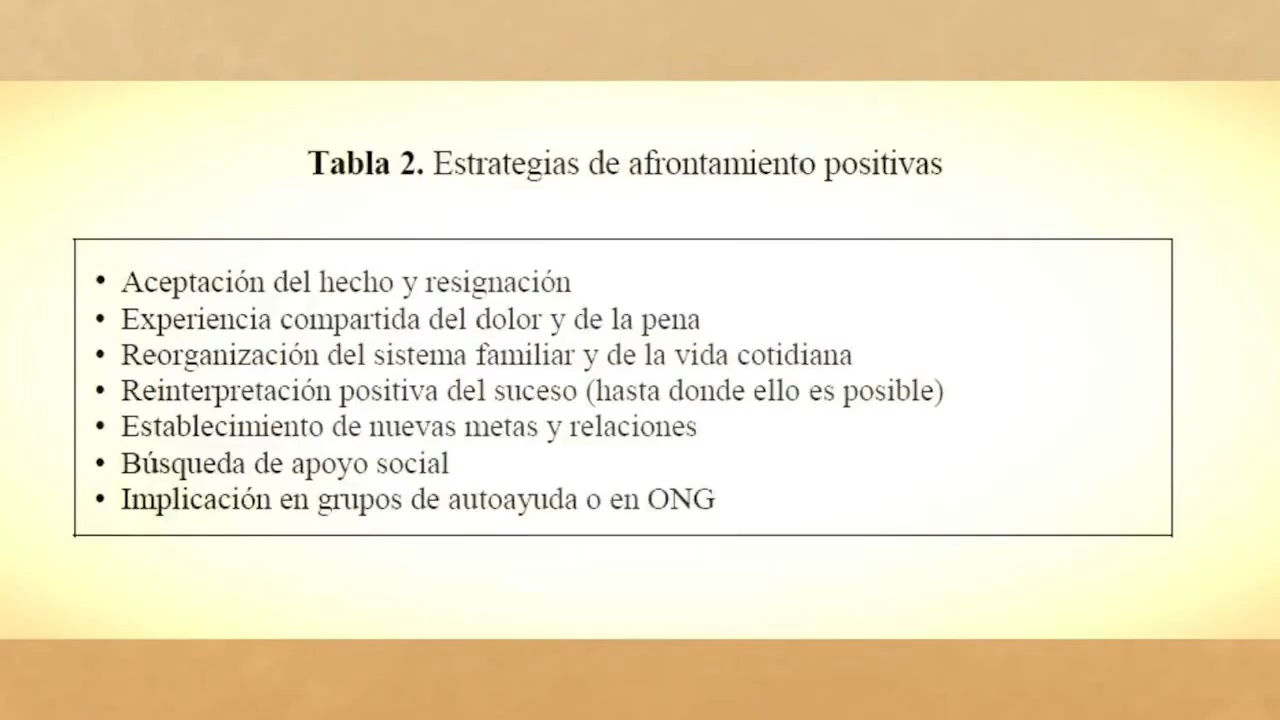 Tabla 2. Estrategias de afrontamiento positivas
• Aceptación del hecho y resignación
• Experiencia compartida del dolor y de la pena
• Reorganización del sistema familiar y de la vida cotidiana
• Reinterpretación positiva del suceso (hasta donde ello es posible)
• Establecimiento de nuevas metas y relaciones
• Búsqueda de apoyo social
• Implicación en grupos de autoayuda o en ONG